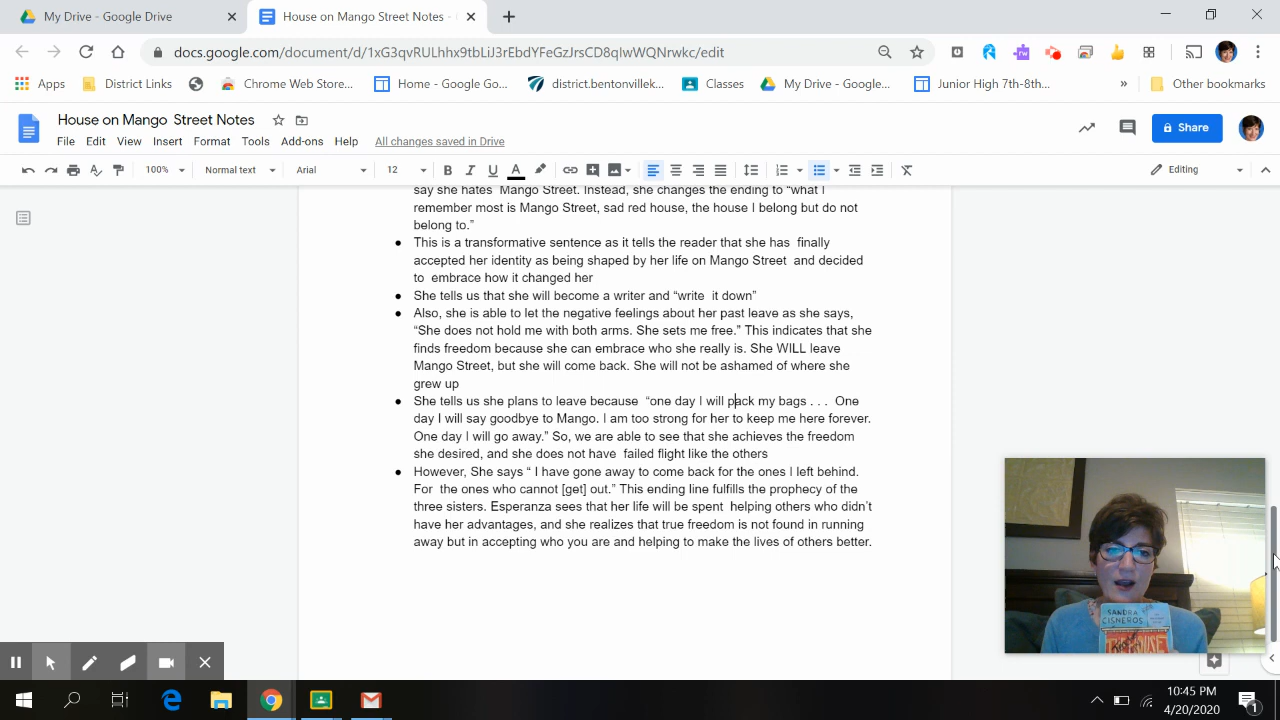 My Drive - Google Drive
House on Mango Street Notes -
docs.google.com/document/d/1xG3qvRULhhx9tbLiJ3rEbdYFeGzJrsCD8qIwWQNrwkc/edit
Apps
District Links
Chrome Web Store...
Home - Google Go...
district.bentonvillek...
Classes
My Drive - Google...
Junior High 7th-8th...
»
Other bookmarks
House on Mango Street Notes
File Edit View Insert Format Tools Add-ons Help All changes saved in Drive
Share
100% Normal text Arial 12 B I U A Editing
say she hates Mango Street. Instead, she changes the ending to “what I
remember most is Mango Street, sad red house, the house I belong but do not
belong to.”
● This is a transformative sentence as it tells the reader that she has finally
accepted her identity as being shaped by her life on Mango Street and decided
to embrace how it changed her
● She tells us that she will become a writer and “write it down”
● Also, she is able to let the negative feelings about her past leave as she says,
“She does not hold me with both arms. She sets me free.” This indicates that she
finds freedom because she can embrace who she really is. She WILL leave
Mango Street, but she will come back. She will not be ashamed of where she
grew up
● She tells us she plans to leave because “one day I will pack my bags . . . One
day I will say goodbye to Mango. I am too strong for her to keep me here forever.
One day I will go away.” So, we are able to see that she achieves the freedom
she desired, and she does not have failed flight like the others
● However, She says “ I have gone away to come back for the ones I left behind.
For the ones who cannot [get] out.” This ending line fulfills the prophecy of the
three sisters. Esperanza sees that her life will be spent helping others who didn’t
have her advantages, and she realizes that true freedom is not found in running
away but in accepting who you are and helping to make the lives of others better.
SANDRA
CISNEROS
HOUSE
10:45 PM
4/20/2020
1